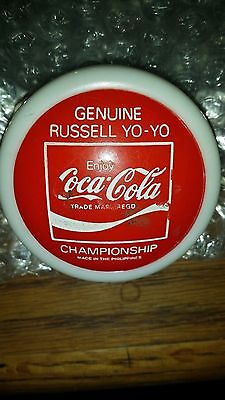 GENUINE
RUSSELL YO-YO
Enjoy
Coca-Cola
TRADE MARK REGD
CHAMPIONSHIP
MADE IN THE PHILIPPINES